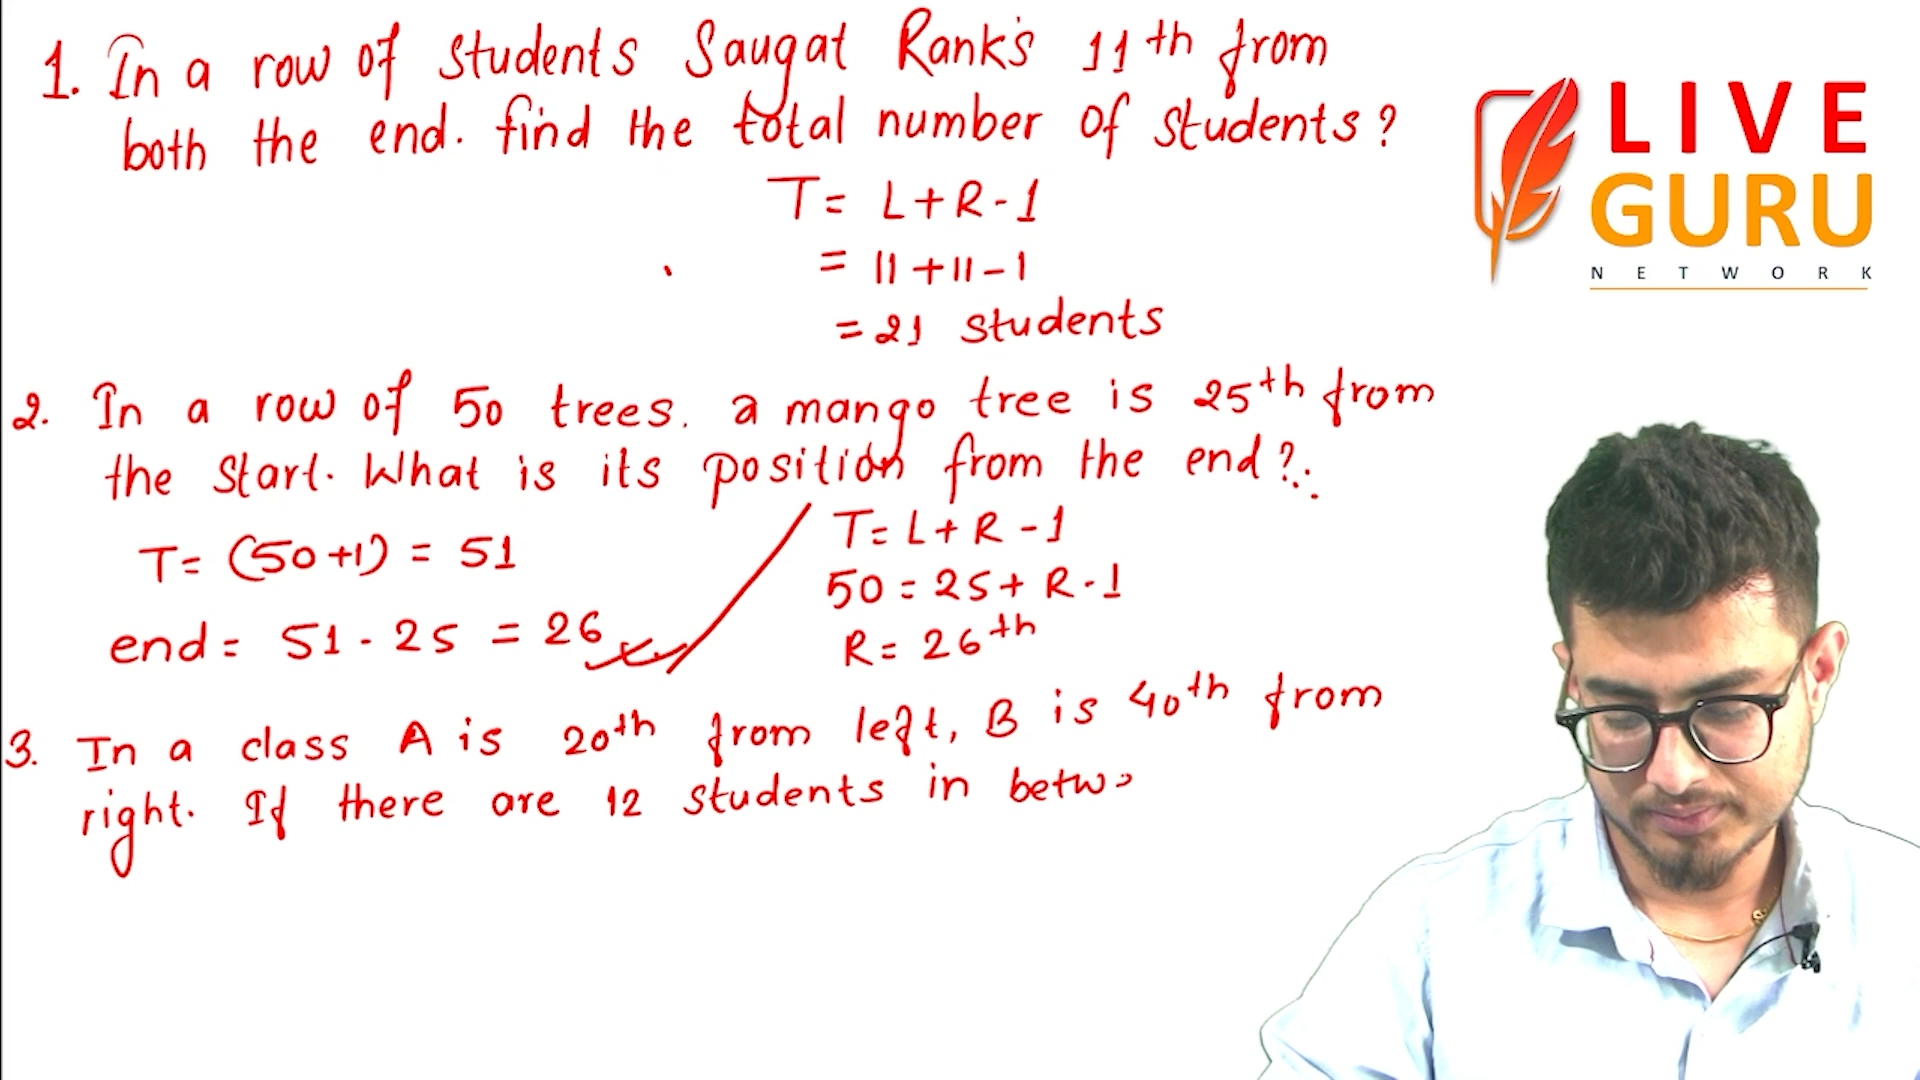 1. In a row of students Saugat Rank's 11th from
both the end. find the total number of students?
T= L+R-1
= 11+11-1
=21 students
2. In a row of 50 trees. a mango tree is 25th from
the start. What is its position from the end?
T= (50+1) = 51
end= 51-25 = 26
T=L+R-1
50=25+R-1
R=26th
3. In a class A is 20th from left, B is 40th from
right. If there are 12 students in betw
LIVE
GURU
NETWORK